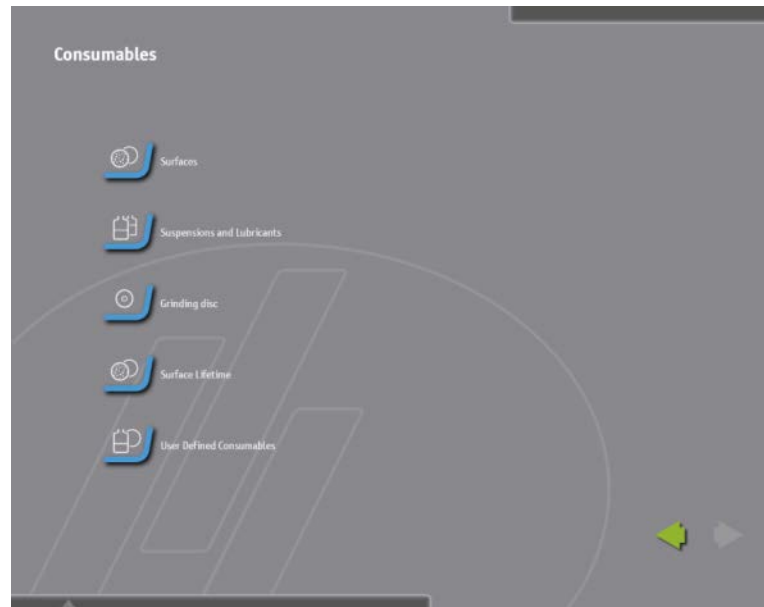 Consumables
Surfaces
Suspensions and Lubricants
Grinding disc
Surface Lifetime
User Defined Consumables